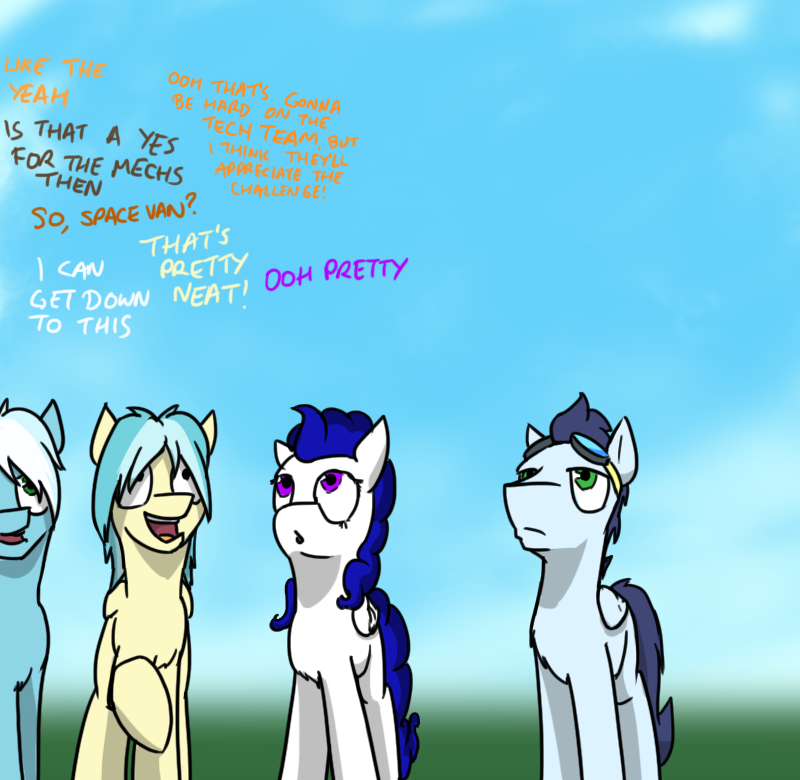 LIKE THE
YEAH
OOH THAT'S GONNA
BE HARD ON THE
TECH TEAM, BUT
I THINK THEY'LL
APPRECIATE THE
CHALLENGE!
IS THAT A YES
FOR THE MECHS
THEN
SO, SPACE VAN?
THAT'S
PRETTY
NEAT!
I CAN
GET DOWN
TO THIS
OOH PRETTY